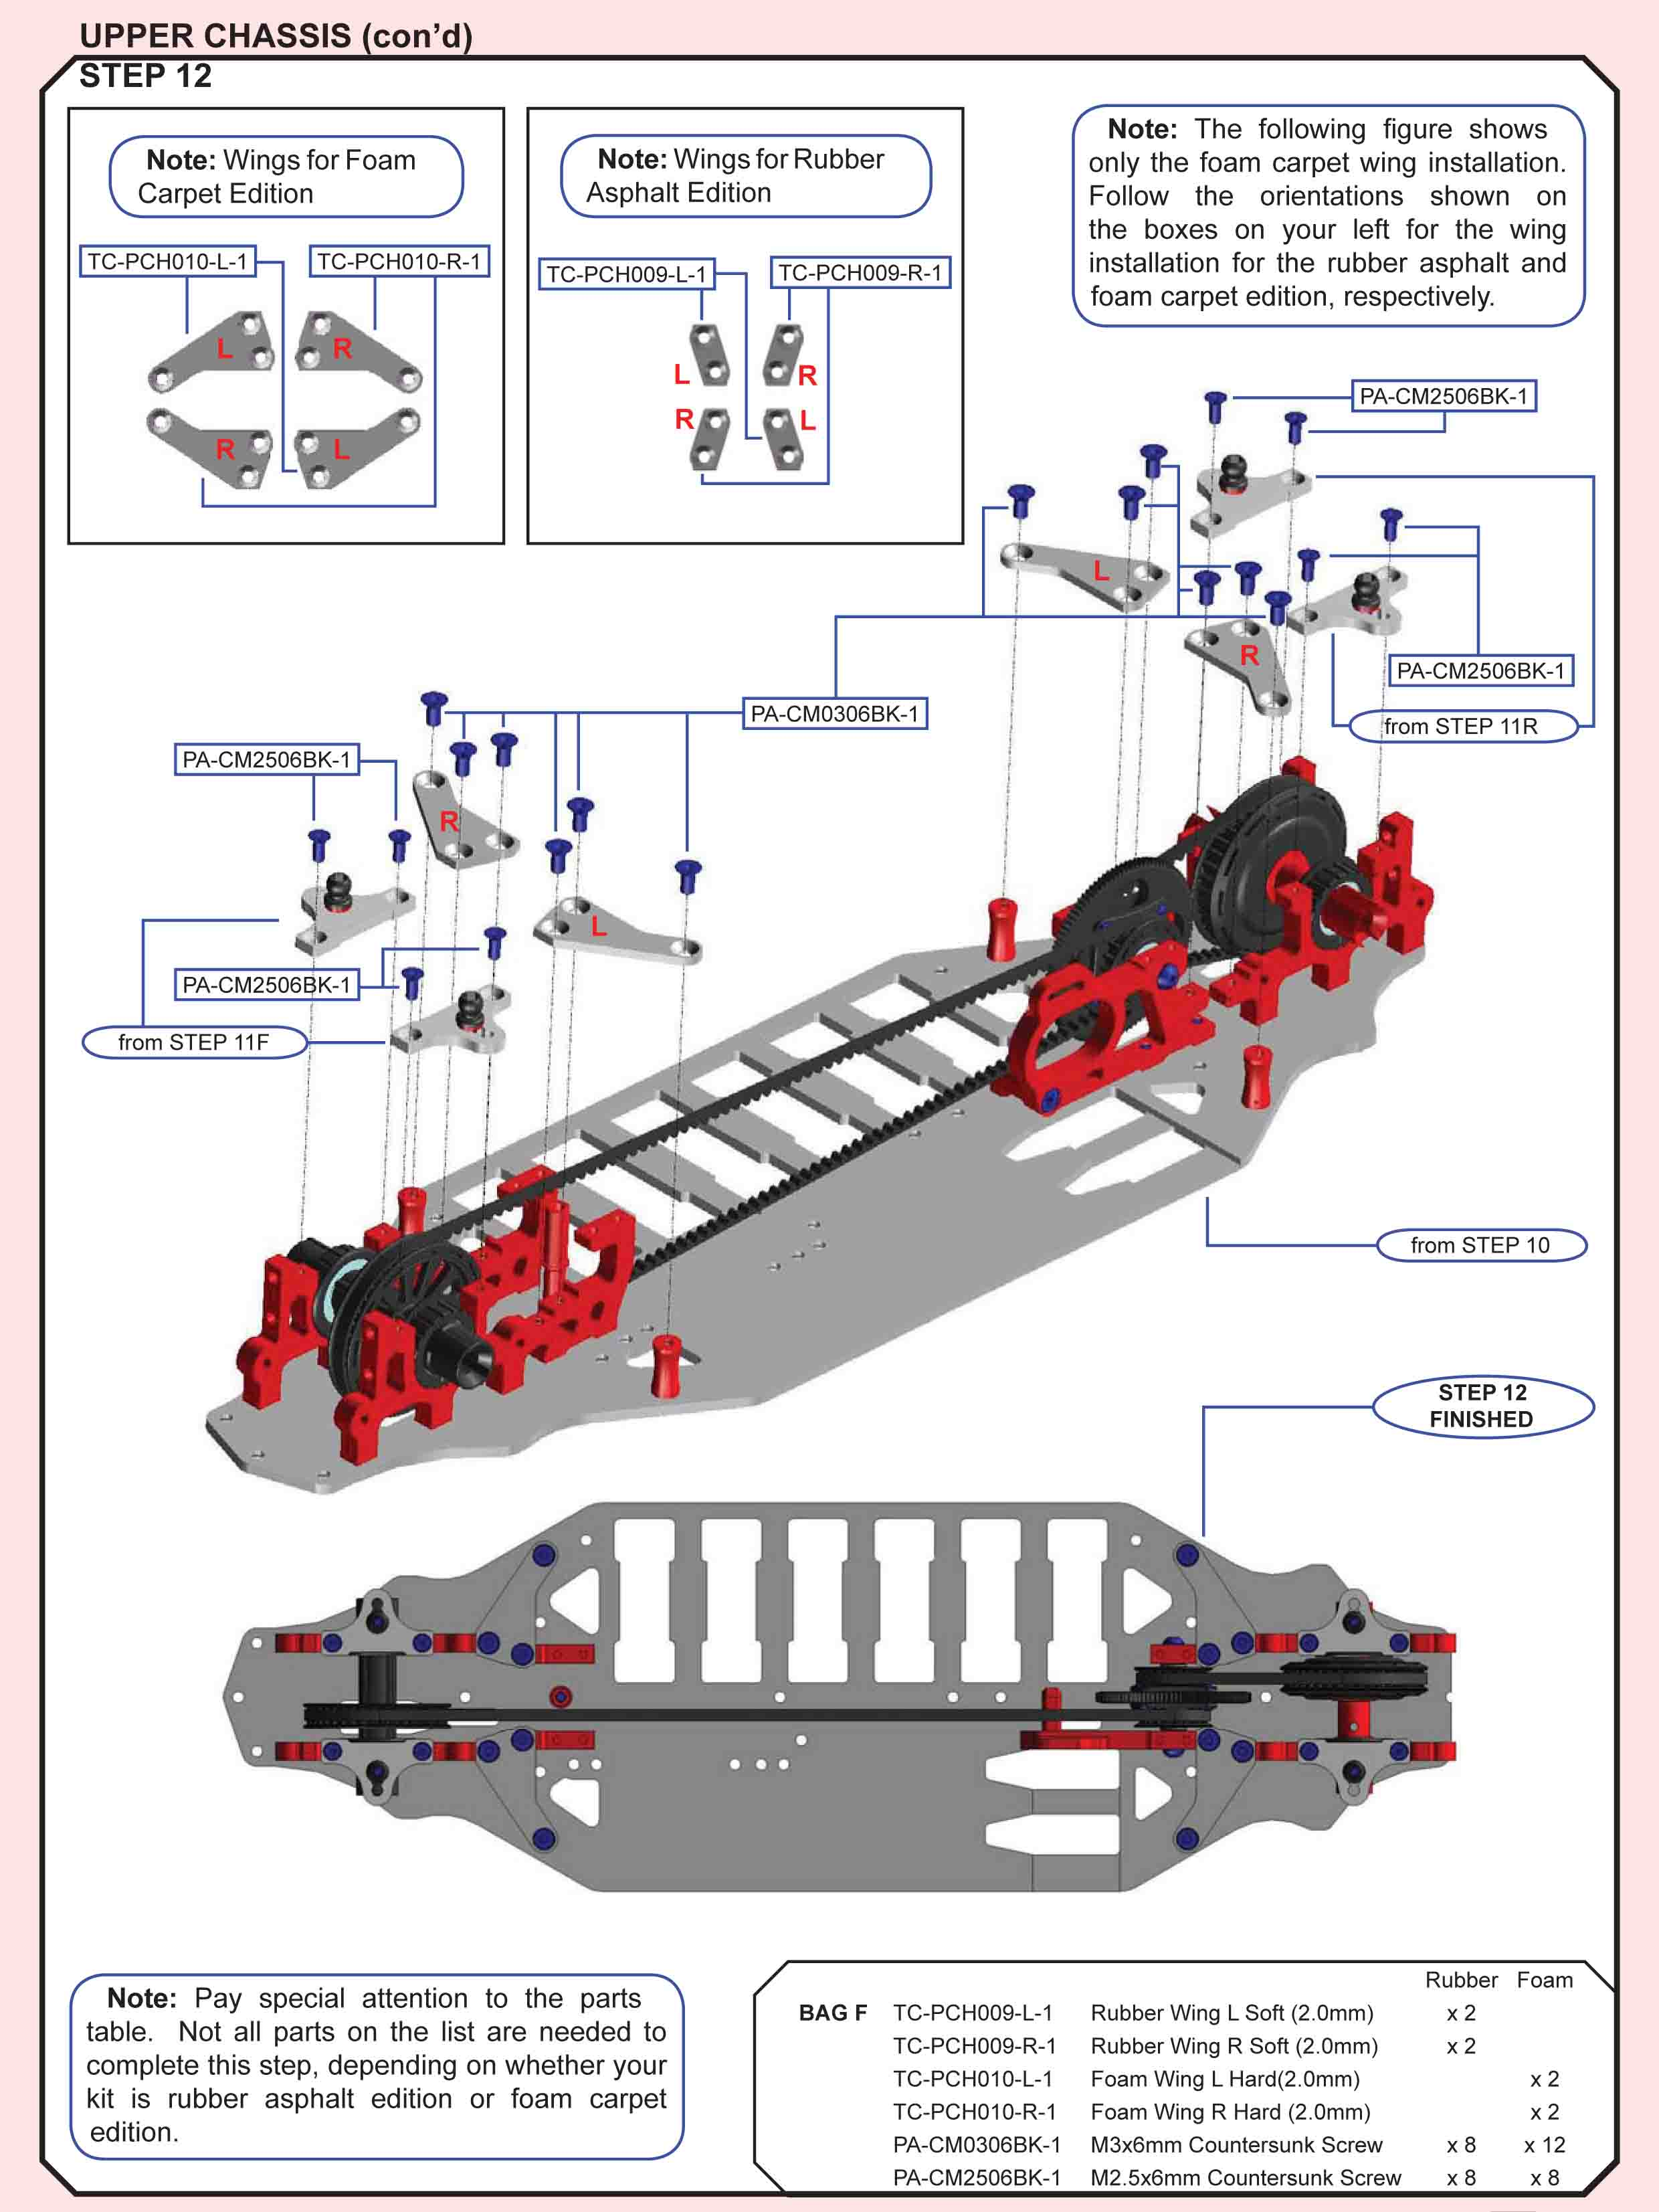 UPPER CHASSIS (con’d)
STEP 12
Note: Wings for Foam
Carpet Edition
TC-PCH010-L-1
TC-PCH010-R-1
L
R
R
L
Note: Wings for Rubber
Asphalt Edition
TC-PCH009-L-1
TC-PCH009-R-1
L
R
R
L
Note: The following figure shows
only the foam carpet wing installation.
Follow the orientations shown on
the boxes on your left for the wing
installation for the rubber asphalt and
foam carpet edition, respectively.
PA-CM2506BK-1
L
R
PA-CM2506BK-1
from STEP 11R
PA-CM0306BK-1
PA-CM2506BK-1
R
L
PA-CM2506BK-1
from STEP 11F
from STEP 10
STEP 12
FINISHED
Note: Pay special attention to the parts
table. Not all parts on the list are needed to
complete this step, depending on whether your
kit is rubber asphalt edition or foam carpet
edition.
Rubber Foam
BAG F TC-PCH009-L-1 Rubber Wing L Soft (2.0mm) x 2
TC-PCH009-R-1 Rubber Wing R Soft (2.0mm) x 2
TC-PCH010-L-1 Foam Wing L Hard(2.0mm) x 2
TC-PCH010-R-1 Foam Wing R Hard (2.0mm) x 2
PA-CM0306BK-1 M3x6mm Countersunk Screw x 8 x 12
PA-CM2506BK-1 M2.5x6mm Countersunk Screw x 8 x 8